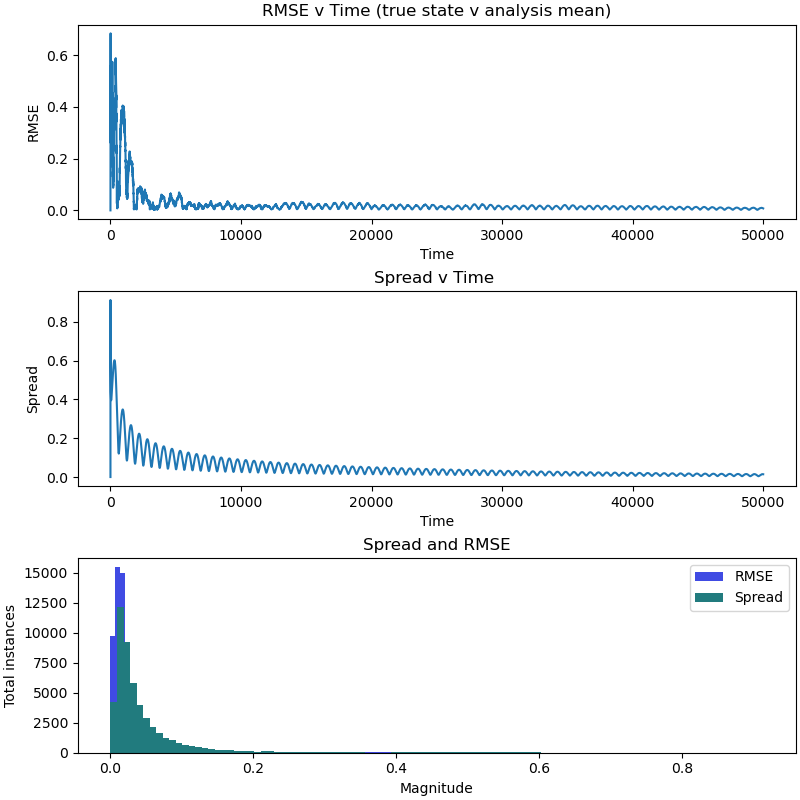 RMSE v Time (true state v analysis mean)
RMSE
0.6
0.4
0.2
0.0
0 10000 20000 30000 40000 50000
Time
Spread v Time
Spread
0.8
0.6
0.4
0.2
0.0
0 10000 20000 30000 40000 50000
Time
Spread and RMSE
Total instances
15000
12500
10000
7500
5000
2500
0
RMSE
Spread
0.0 0.2 0.4 0.6 0.8
Magnitude